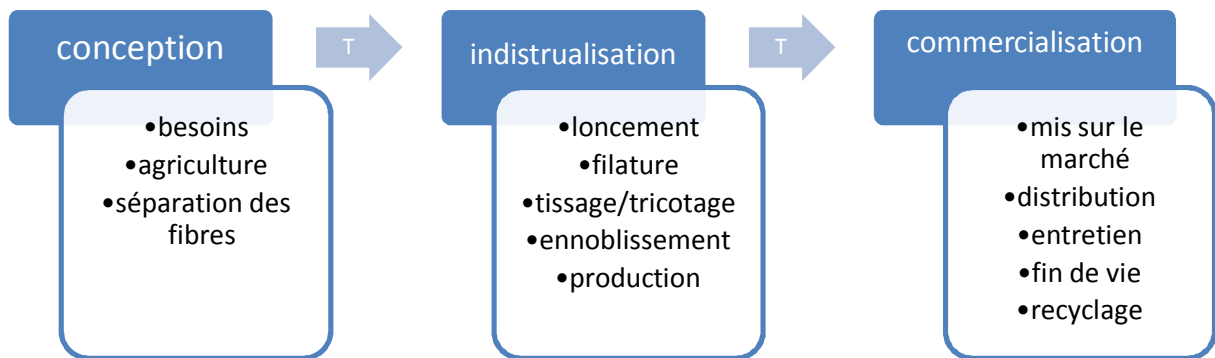 conception
T
indistrualisation
T
commercialisation
•besoins
•agriculture
•séparation des
fibres
•loncement
•filature
•tissage/tricotage
•ennoblissement
•production
•mis sur le
marché
•distribution
•entretien
•fin de vie
•recyclage